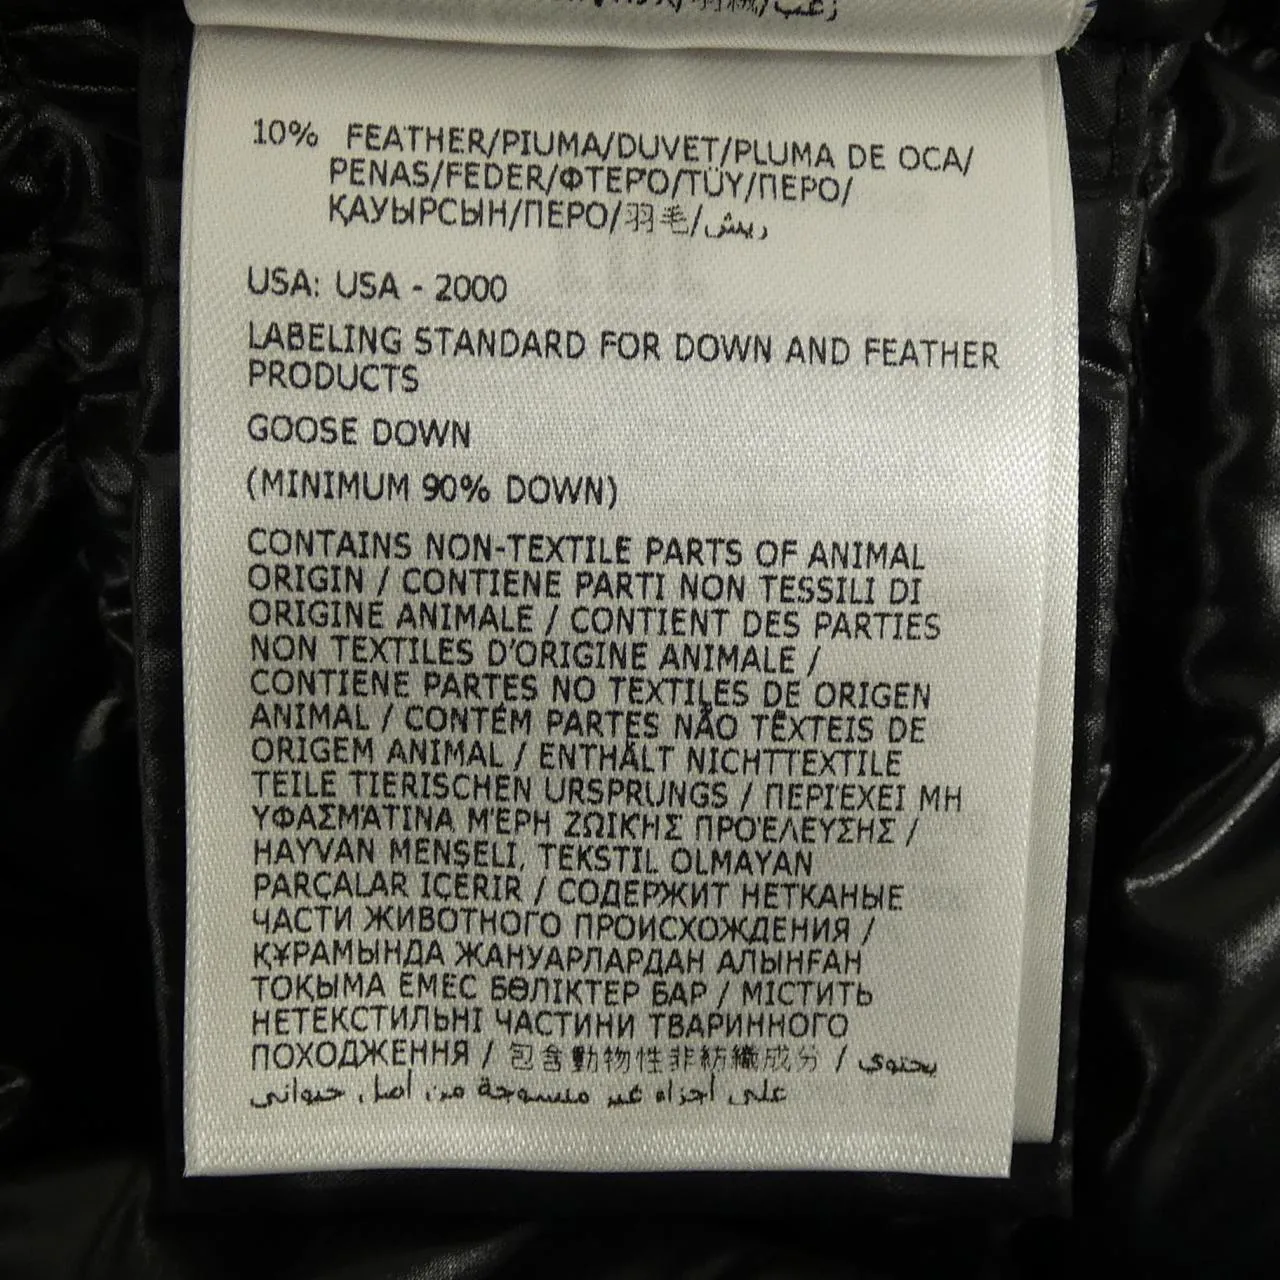 10% FEATHER/PIUMA/DUVET/PLUMA DE OCA/
PENAS/FEDER/ΦΤΕΡΌ/TÜY/ПЕРО/
ҚАУЫРСЫН/ПЕРО/羽毛/ريش
USA: USA - 2000
LABELING STANDARD FOR DOWN AND FEATHER
PRODUCTS
GOOSE DOWN
(MINIMUM 90% DOWN)
CONTAINS NON-TEXTILE PARTS OF ANIMAL
ORIGIN / CONTIENE PARTI NON TESSILI DI
ORIGINE ANIMALE / CONTIENT DES PARTIES
NON TEXTILES D'ORIGINE ANIMALE /
CONTIENE PARTES NO TEXTILES DE ORIGEN
ANIMAL / CONTÉM PARTES NÃO TÊXTEIS DE
ORIGEM ANIMAL / ENTHÄLT NICHTTEXTILE
TEILE TIERISCHEN URSPRUNGS / ΠΕΡΙΈΧΕΙ ΜΗ
ΥΦΑΣΜΆΤΙΝΑ ΜΈΡΗ ΖΩΙΚΉΣ ΠΡΟΈΛΕΥΣΗΣ /
HAYVAN MENŞELI, TEKSTIL OLMAYAN
PARÇALAR IÇERIR / СОДЕРЖИТ НЕТКАНЫЕ
ЧАСТИ ЖИВОТНОГО ПРОИСХОЖДЕНИЯ /
ҚҰРАМЫНДА ЖАНУАРЛАРДАН АЛЫНҒАН
ТОҚЫМА ЕМЕС БӨЛІКТЕР БАР / МІСТИТЬ
НЕТЕКСТИЛЬНІ ЧАСТИНИ ТВАРИННОГО
ПОХОДЖЕННЯ / 包含動物性非紡織成分 / يحتوي
على أجزاء غير منسوجة من أصل حيواني